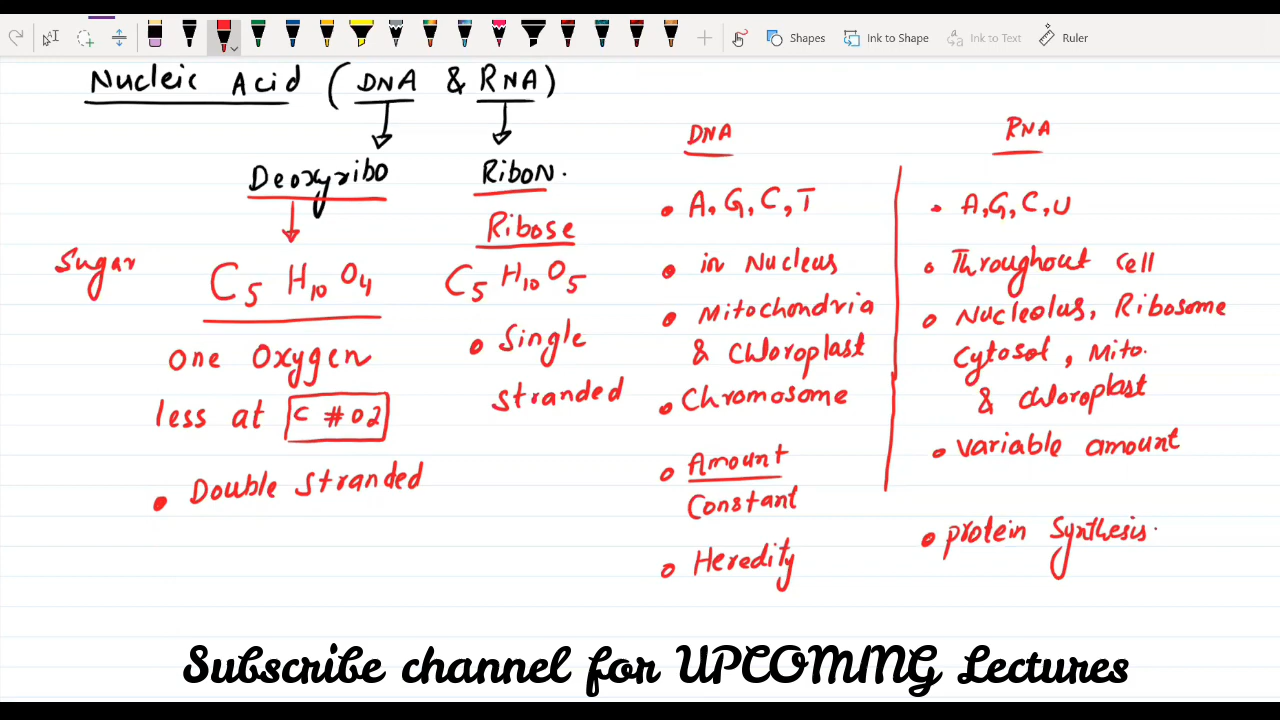 Shapes
Ink to Shape
Ink to Text
Ruler
Nucleic Acid (DNA & RNA)
Deoxyribo
RiboN.
Ribose
Sugar
C5 H10 O4
C5 H10 O5
one Oxygen
less at C # 02
• Double Stranded
• Single
stranded
DNA
• A, G, C, T
• in Nucleus
• Mitochondria
& Chloroplast
• Chromosome
• Amount
Constant
• Heredity
RNA
• A, G, C, U
• Throughout cell
• Nucleolus, Ribosome
Cytosol, Mito.
& Chloroplast
• variable amount
• protein Synthesis.
Subscribe channel for UPCOMING Lectures